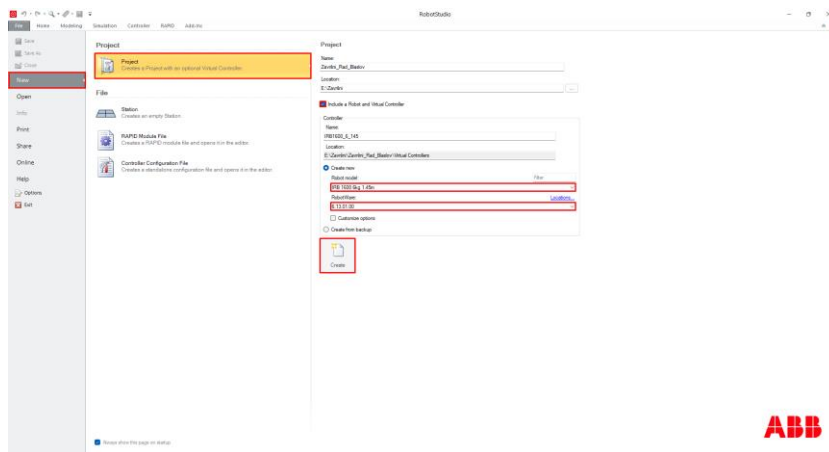 RobotStudio
File Home Modeling Simulation Controller RAPID Add-Ins
Save
Save As
Close
New
Open
Info
Print
Share
Online
Help
Options
Exit
Project
Project
Creates a Project with an optional Virtual Controller.
File
Station
Creates an empty Station.
RAPID Module File
Creates a RAPID module file and opens it in the editor.
Controller Configuration File
Creates a standalone configuration file and opens it in the editor.
Always show this page on startup
Project
Name:
Zavrsni_Rad_Blaslov
Location:
E:\Zavrsni
...
Include a Robot and Virtual Controller
Controller
Name:
IRB1600_6_145
Location:
E:\Zavrsni\Zavrsni_Rad_Blaslov\Virtual Controllers
Create new
Robot model: Filter
IRB 1600 6kg 1.45m
RobotWare: Locations...
6.13.01.00
Customize options
Create from backup
Create
ABB